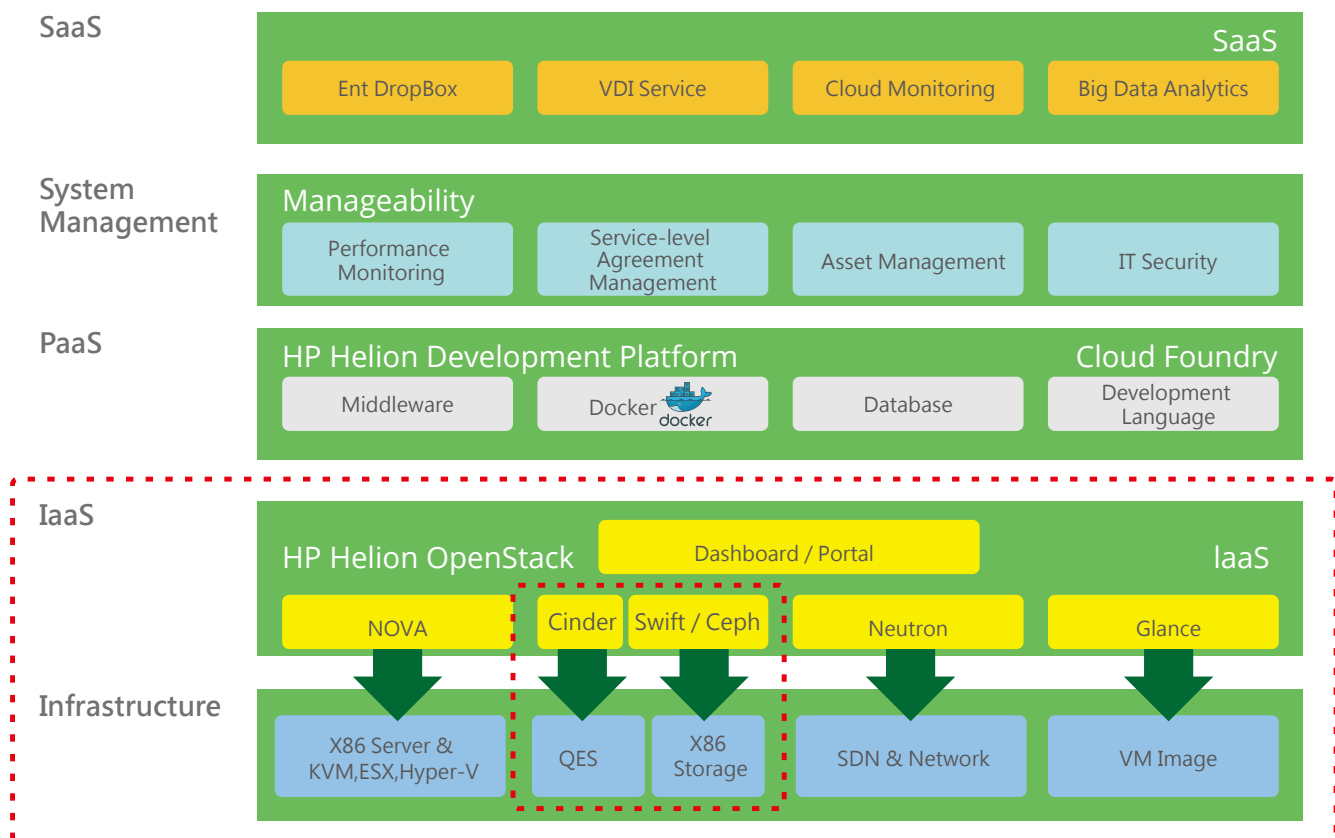 SaaS
SaaS
Ent DropBox
VDI Service
Cloud Monitoring
Big Data Analytics
System
Management
Manageability
Performance
Monitoring
Service-level
Agreement
Management
Asset Management
IT Security
PaaS
HP Helion Development Platform
Cloud Foundry
Middleware
Docker
docker
Database
Development
Language
IaaS
HP Helion OpenStack
Dashboard / Portal
IaaS
NOVA
Cinder
Swift / Ceph
Neutron
Glance
Infrastructure
X86 Server &
KVM,ESX,Hyper-V
QES
X86
Storage
SDN & Network
VM Image